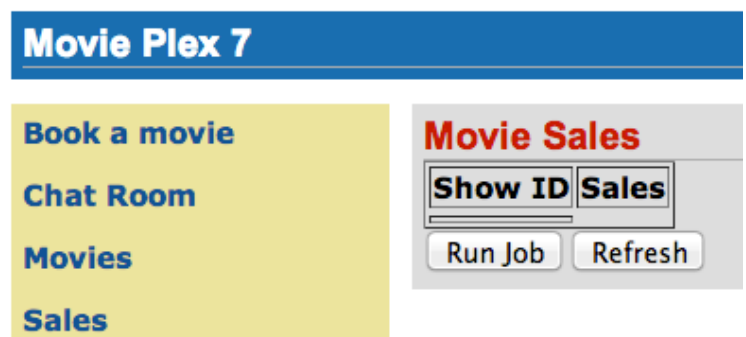 Movie Plex 7
Book a movie
Chat Room
Movies
Sales
Movie Sales
Show ID Sales
Run Job Refresh